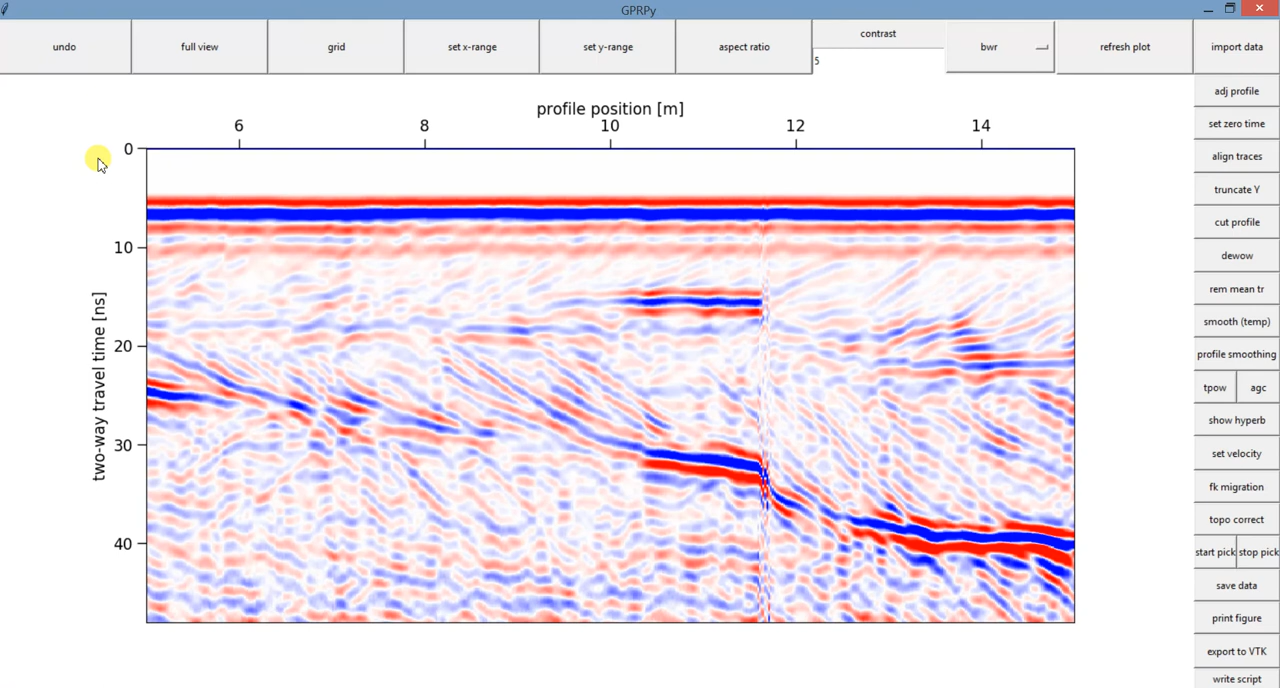 GPRPy
undo
full view
grid
set x-range
set y-range
aspect ratio
contrast
5
bwr
refresh plot
import data
profile position [m]
6 8 10 12 14
two-way travel time [ns]
0
10
20
30
40
adj profile
set zero time
align traces
truncate Y
cut profile
dewow
rem mean tr
smooth (temp)
profile smoothing
tpow agc
show hyperb
set velocity
fk migration
topo correct
start pick stop pick
save data
print figure
export to VTK
write script